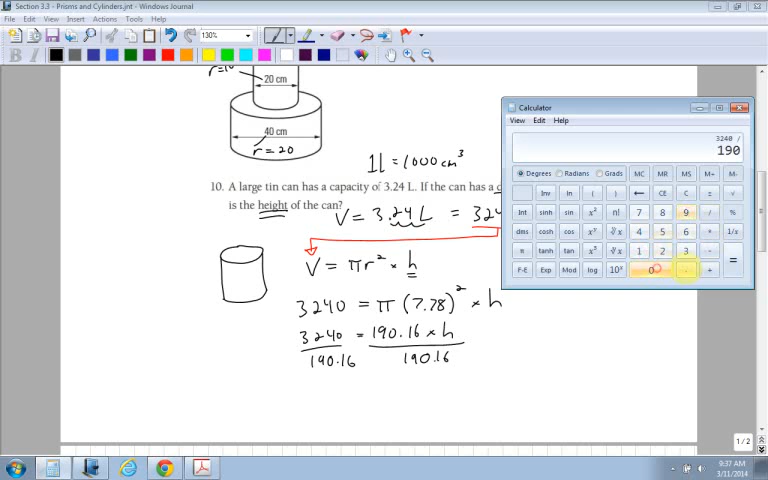 Section 3.3 - Prisms and Cylinders.jnt - Windows Journal
File Edit View Insert Actions Tools Help
130%
B I
20 cm
40 cm
r = 20
1L = 1000 cm³
10. A large tin can has a capacity of 3.24 L. If the can has a
is the height of the can?
V = 3.24 L = 324
V = πr² × h
3240 = π (7.78)² × h
3240 = 190.16 × h
190.16 190.16
Calculator
View Edit Help
3240 /
190
Degrees Radians Grads MC MR MS M+ M-
Inv ln ( ) ← CE C ± √
Int sinh sin x² n! 7 8 9 / %
dms cosh cos xʸ ʸ√x 4 5 6 * 1/x
π tanh tan x³ ³√x 1 2 3 - =
F-E Exp Mod log 10ˣ 0 . +
1 / 2
9:37 AM
3/11/2014